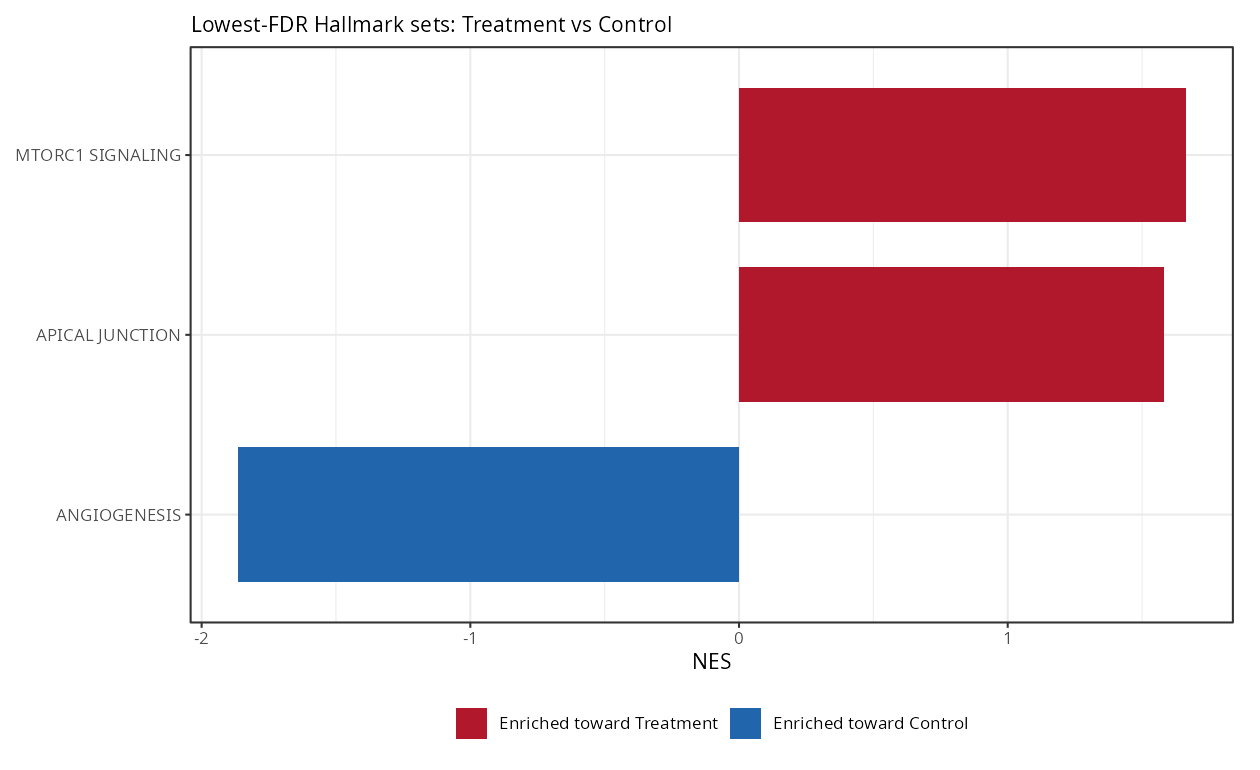 Lowest-FDR Hallmark sets: Treatment vs Control
MTORC1 SIGNALING
APICAL JUNCTION
ANGIOGENESIS
-2 -1 0 1
NES
Enriched toward Treatment Enriched toward Control